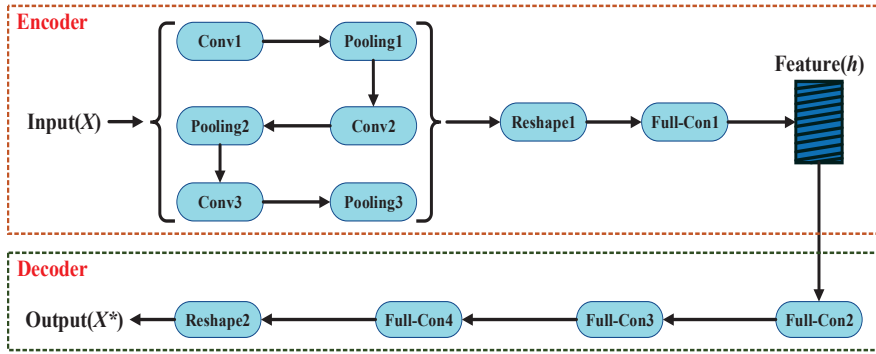 Encoder
Conv1
Pooling1
Feature(h)
Input(X)
Pooling2
Conv2
Reshape1
Full-Con1
Conv3
Pooling3
Decoder
Output(X*)
Reshape2
Full-Con4
Full-Con3
Full-Con2